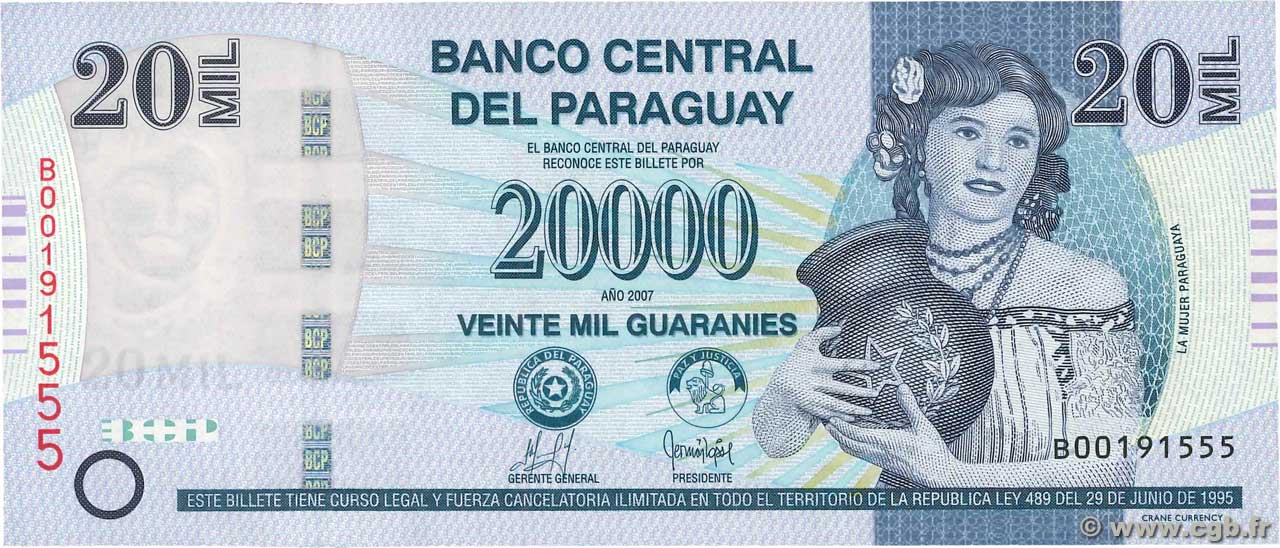 20 MIL
BANCO CENTRAL
DEL PARAGUAY
20 MIL
EL BANCO CENTRAL DEL PARAGUAY
RECONOCE ESTE BILLETE POR
20000
AÑO 2007
VEINTE MIL GUARANIES
REPUBLICA DEL PARAGUAY
PAZ Y JUSTICIA
GERENTE GENERAL
PRESIDENTE
B00191555
BCP
BCP
BCP
BCP
BCP
20 MIL
BCP
LA MUJER PARAGUAYA
B00191555
ESTE BILLETE TIENE CURSO LEGAL Y FUERZA CANCELATORIA ILIMITADA EN TODO EL TERRITORIO DE LA REPUBLICA LEY 489 DEL 29 DE JUNIO DE 1995
CRANE CURRENCY
© www.cgb.fr